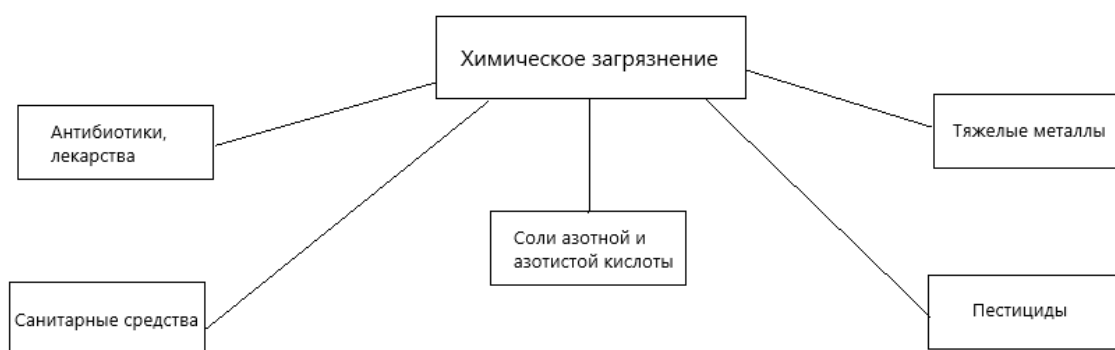 Химическое загрязнение
Антибиотики,
лекарства
Тяжелые металлы
Соли азотной и
азотистой кислоты
Санитарные средства
Пестициды